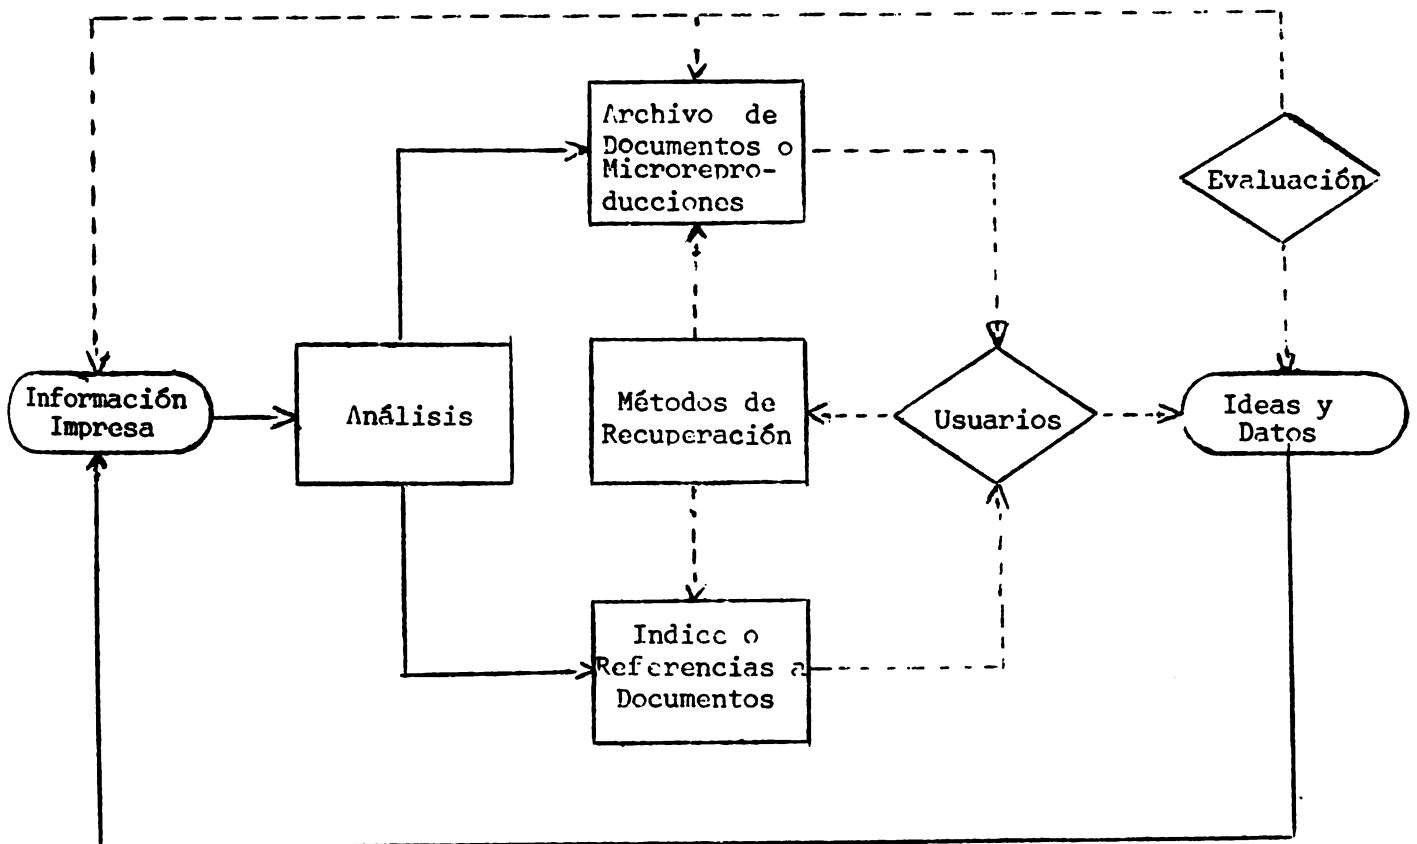 Archivo de
Documentos o
Microrepro-
ducciones
Evaluación
Información
Impresa
Análisis
Métodos de
Recuperación
Usuarios
Ideas y
Datos
Indice o
Referencias a
Documentos